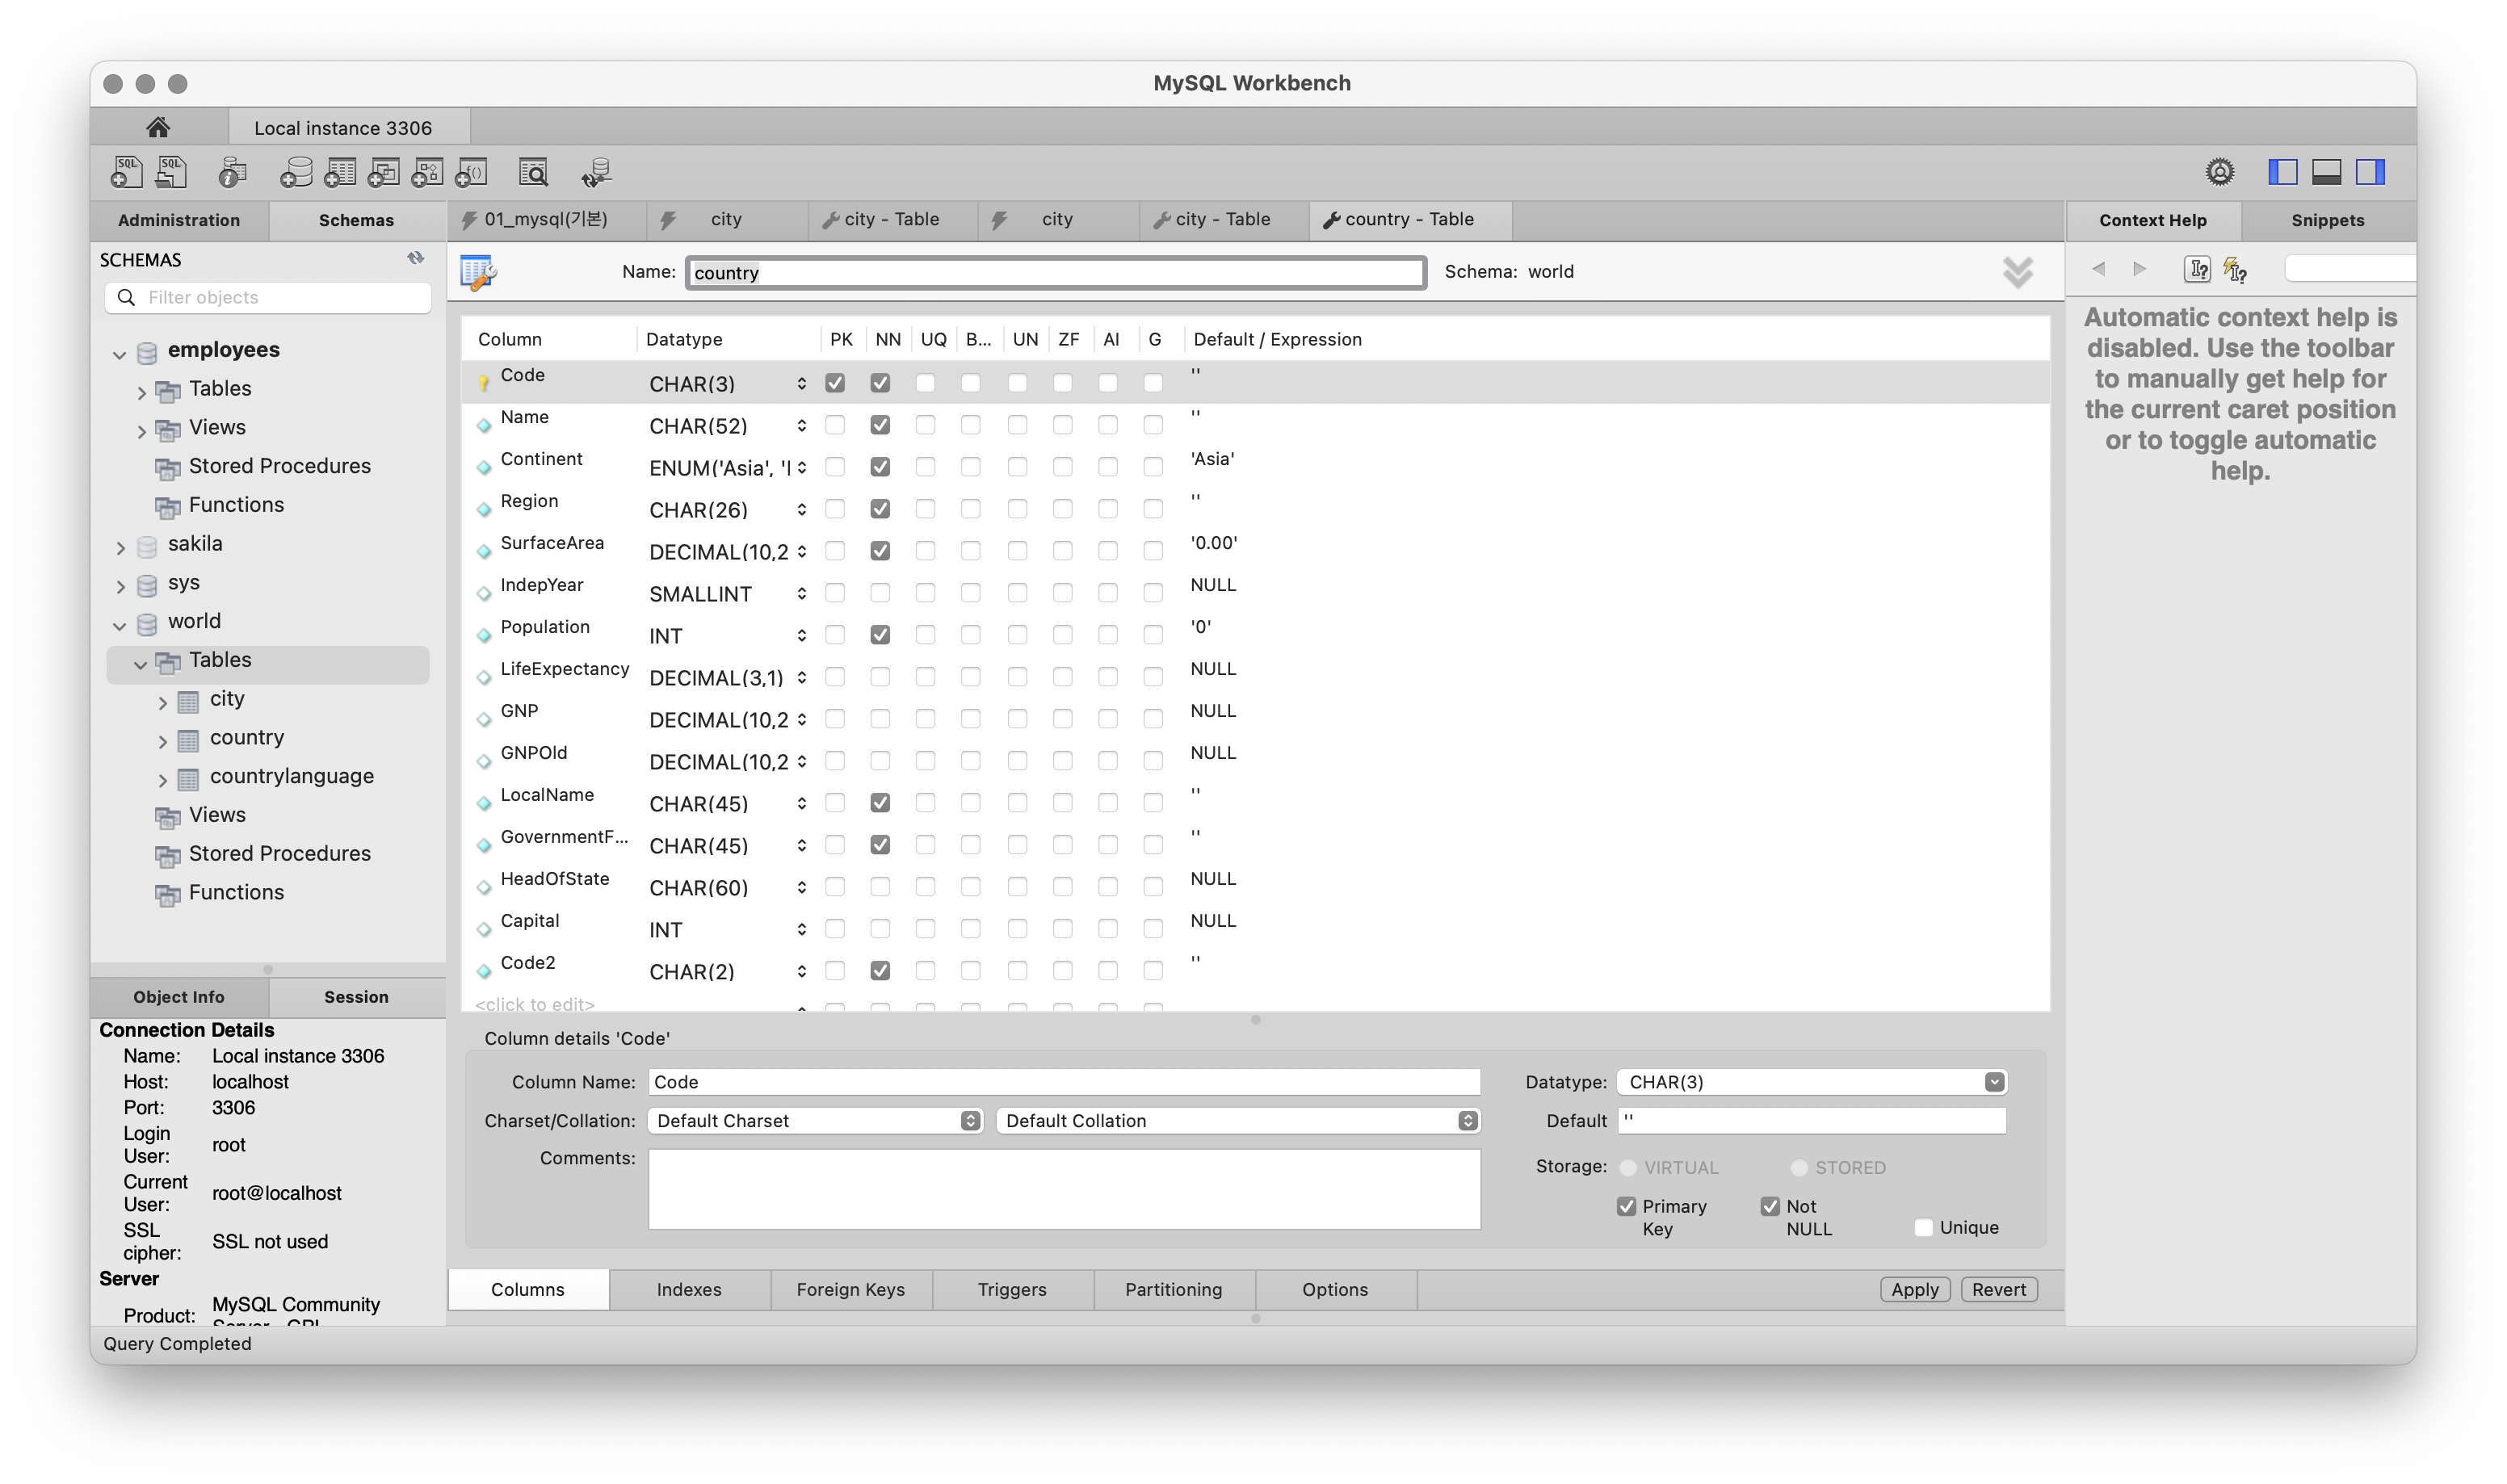 MySQL Workbench
Local instance 3306
Administration
Schemas
01_mysql(기본)
city
city - Table
city
city - Table
country - Table
Context Help
Snippets
SCHEMAS
Filter objects
employees
Tables
Views
Stored Procedures
Functions
sakila
sys
world
Tables
city
country
countrylanguage
Views
Stored Procedures
Functions
Object Info
Session
Connection Details
Name: Local instance 3306
Host: localhost
Port: 3306
Login User: root
Current User: root@localhost
SSL cipher: SSL not used
Server
Product: MySQL Community
Name: country Schema: world
Column Datatype PK NN UQ B... UN ZF AI G Default / Expression
Code CHAR(3) ''
Name CHAR(52) ''
Continent ENUM('Asia', ' 'Asia'
Region CHAR(26) ''
SurfaceArea DECIMAL(10,2 '0.00'
IndepYear SMALLINT NULL
Population INT '0'
LifeExpectancy DECIMAL(3,1) NULL
GNP DECIMAL(10,2 NULL
GNPOld DECIMAL(10,2 NULL
LocalName CHAR(45) ''
GovernmentF... CHAR(45) ''
HeadOfState CHAR(60) NULL
Capital INT NULL
Code2 CHAR(2) ''
<click to edit>
Column details 'Code'
Column Name: Code
Datatype: CHAR(3)
Charset/Collation: Default Charset Default Collation
Default ''
Comments:
Storage: VIRTUAL STORED
Primary Key
Not NULL
Unique
Columns
Indexes
Foreign Keys
Triggers
Partitioning
Options
Apply
Revert
Automatic context help is
disabled. Use the toolbar
to manually get help for
the current caret position
or to toggle automatic
help.
Query Completed